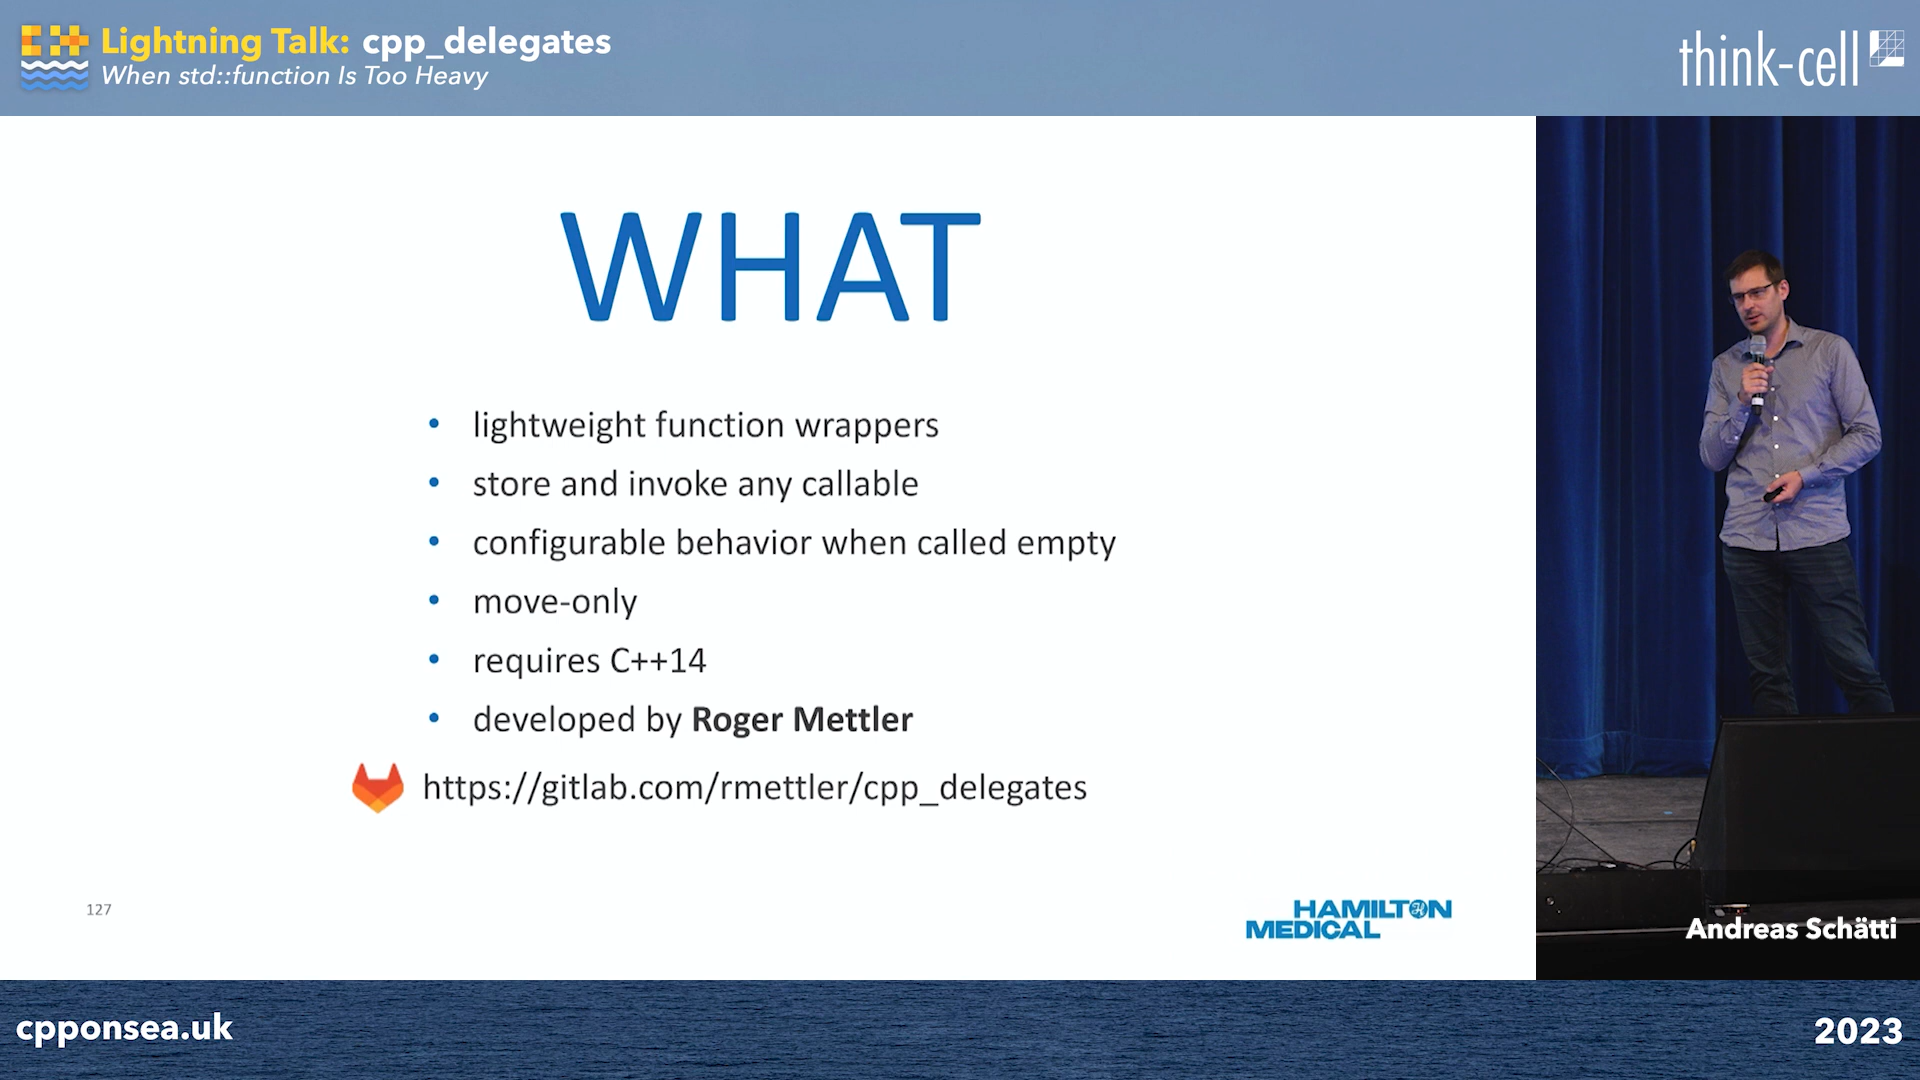 Lightning Talk: cpp_delegates
When std::function Is Too Heavy
think-cell
WHAT
• lightweight function wrappers
• store and invoke any callable
• configurable behavior when called empty
• move-only
• requires C++14
• developed by Roger Mettler
https://gitlab.com/rmettler/cpp_delegates
127
HAMILTON
MEDICAL
Andreas Schätti
cpponsea.uk
2023